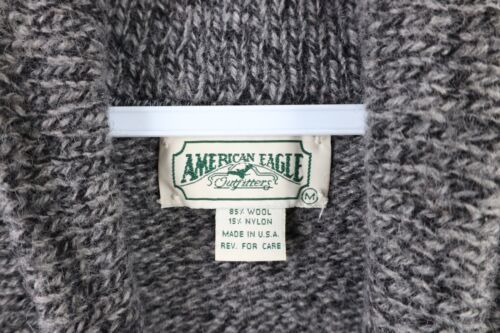 AMERICAN EAGLE
Outfitters
M
85% WOOL
15% NYLON
MADE IN U.S.A.
REV. FOR CARE